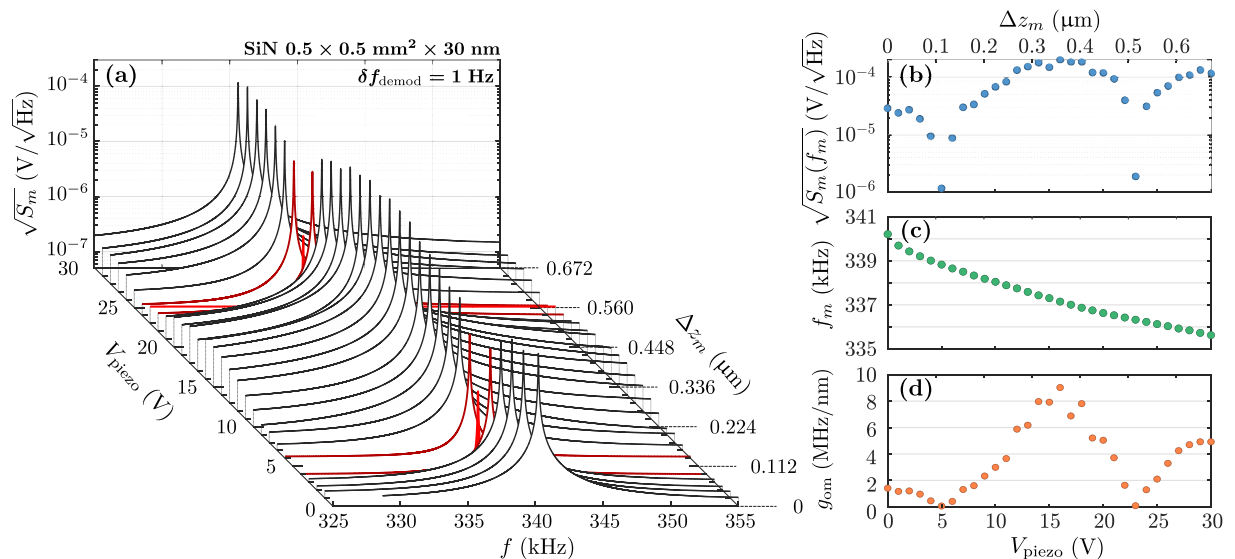 SiN 0.5 × 0.5 mm² × 30 nm
(a)
δf_demod = 1 Hz
√S_m (V/√Hz)
10⁻⁴
10⁻⁵
10⁻⁶
10⁻⁷
30
25
20
15
10
5
0
V_piezo (V)
325
330
335
340
345
350
355
f (kHz)
0.672
0.560
0.448
0.336
0.224
0.112
0
Δz_m (μm)
Δz_m (μm)
0 0.1 0.2 0.3 0.4 0.5 0.6
(b)
√S_m(f_m) (V/√Hz)
10⁻⁴
10⁻⁵
10⁻⁶
(c)
f_m (kHz)
341
339
337
335
(d)
g_om (MHz/nm)
10
8
6
4
2
0
0 5 10 15 20 25 30
V_piezo (V)